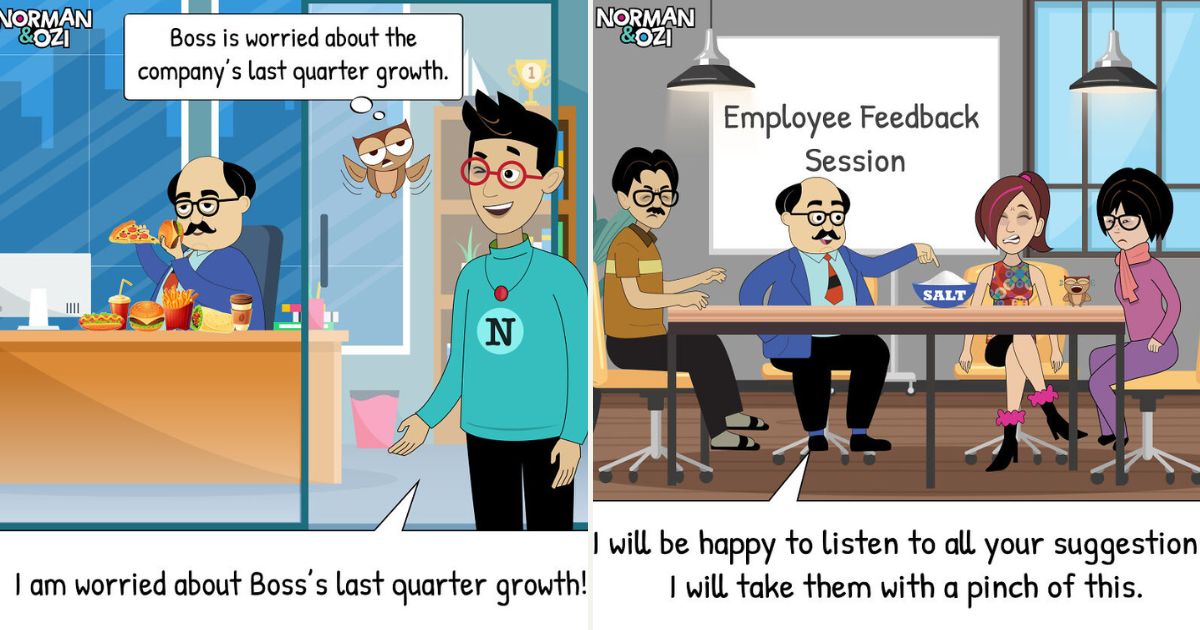 NORMAN
&OZI
Boss is worried about the
company's last quarter growth.
1
N
I am worried about Boss's last quarter growth!
NORMAN
&OZI
Employee Feedback
Session
SALT
I will be happy to listen to all your suggestion
I will take them with a pinch of this.